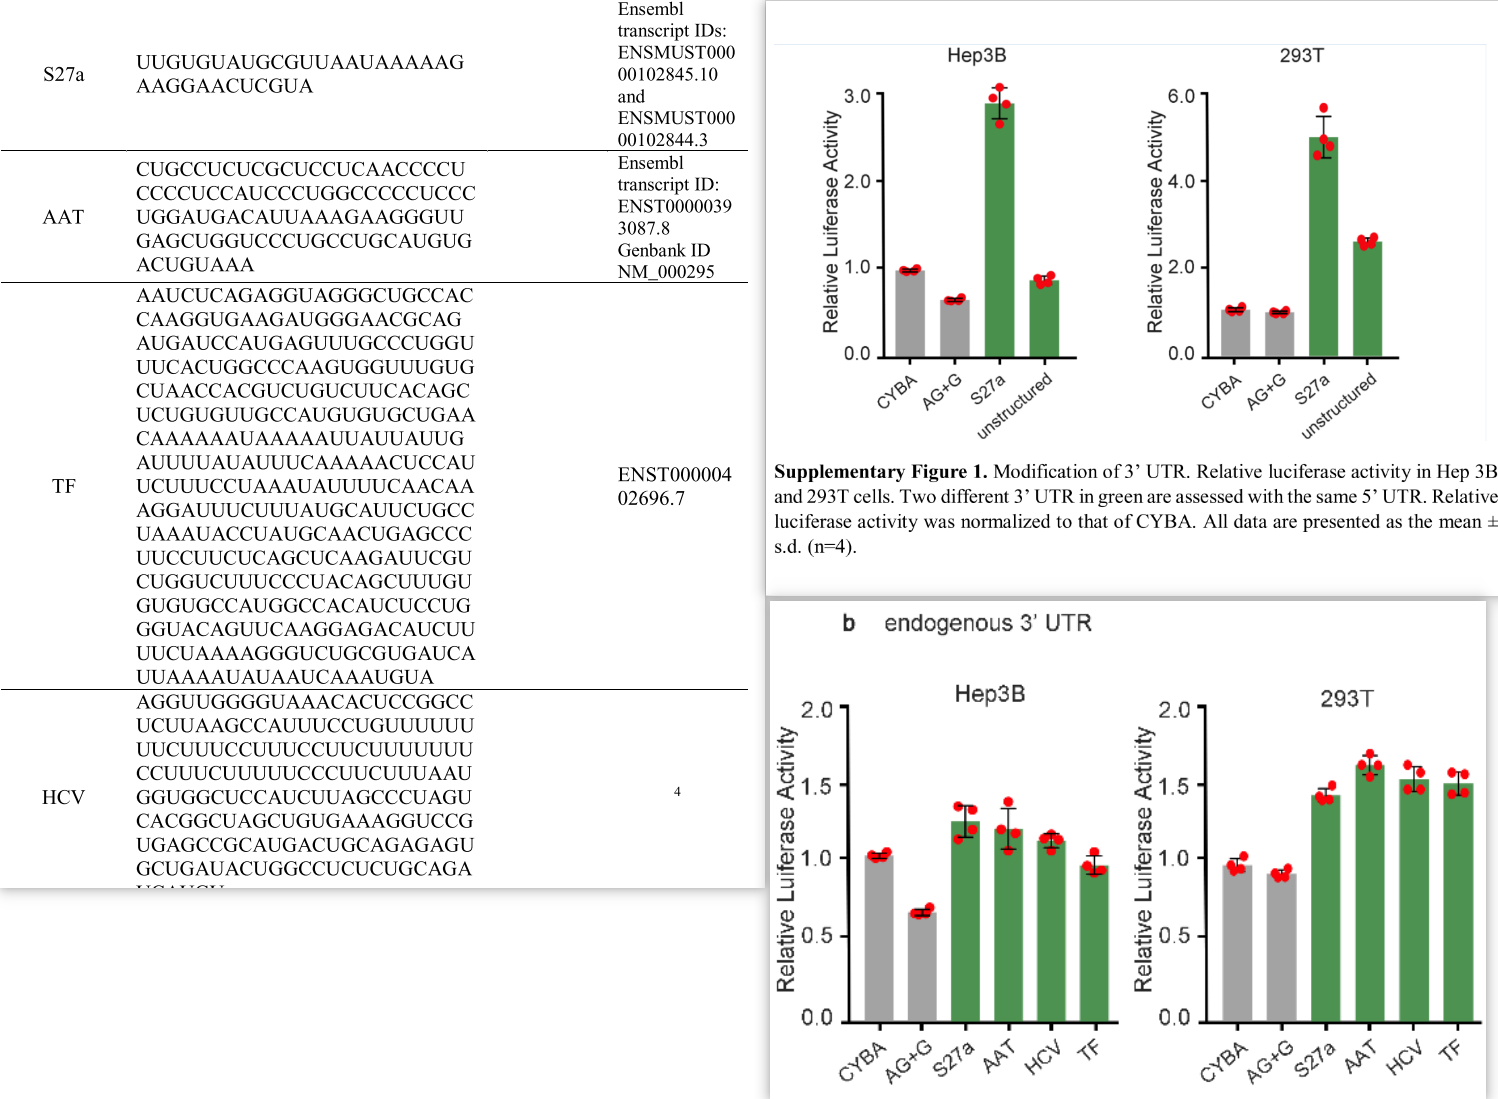 S27a
UUGUGUAUGCGUUAAUAAAAAG
AAGGAACUCGUA
Ensembl
transcript IDs:
ENSMUST000
00102845.10
and
ENSMUST000
00102844.3
AAT
CUGCCUCUCGCUCCUCAACCCCU
CCCCUCCAUCCCUGGCCCCCUCCC
UGGAUGACAUUAAAGAAGGGUU
GAGCUGGUCCCUGCCUGCAUGUG
ACUGUAAA
Ensembl
transcript ID:
ENST0000039
3087.8
Genbank ID
NM_000295
TF
AAUCUCAGAGGUAGGGCUGCCAC
CAAGGUGAAGAUGGGAACGCAG
AUGAUCCAUGAGUUUGCCCUGGU
UUCACUGGCCCAAGUGGUUUGUG
CUAACCACGUCUGUCUUCACAGC
UCUGUGUUGCCAUGUGUGCUGAA
CAAAAAAUAAAAAUUAUUAUUG
AUUUUAUAUUUCAAAAACUCCAU
UCUUUCCUAAAUAUUUUCAACAA
AGGAUUUCUUUAUGCAUUCUGCC
UAAAUACCUAUGCAACUGAGCCC
UUCCUUCUCAGCUCAAGAUUCGU
CUGGUCUUUCCCUACAGCUUUGU
GUGUGCCAUGGCCACAUCUCCUG
GGUACAGUUCAAGGAGACAUCUU
UUCUAAAAGGGUCUGCGUGAUCA
UUAAAAUAUAAUCAAAUGUA
ENST000004
02696.7
HCV
AGGUUGGGGUAAACACUCCGGCC
UCUUAAGCCAUUUCCUGUUUUUU
UUCUUUCCUUUCCUUCUUUUUUU
CCUUUCUUUUUCCCUUCUUUAAU
GGUGGCUCCAUCUUAGCCCUAGU
CACGGCUAGCUGUGAAAGGUCCG
UGAGCCGCAUGACUGCAGAGAGU
GCUGAUACUGGCCUCUCUGCAGA
4
Hep3B
Relative Luiferase Activity
3.0
2.0
1.0
0.0
CYBA
AG+G
S27a
unstructured
293T
Relative Luiferase Activity
6.0
4.0
2.0
0.0
CYBA
AG+G
S27a
unstructured
Supplementary Figure 1. Modification of 3’ UTR. Relative luciferase activity in Hep 3B
and 293T cells. Two different 3’ UTR in green are assessed with the same 5’ UTR. Relative
luciferase activity was normalized to that of CYBA. All data are presented as the mean ±
s.d. (n=4).
b endogenous 3’ UTR
Hep3B
Relative Luiferase Activity
2.0
1.5
1.0
0.5
0.0
CYBA
AG+G
S27a
AAT
HCV
TF
293T
Relative Luiferase Activity
2.0
1.5
1.0
0.5
0.0
CYBA
AG+G
S27a
AAT
HCV
TF